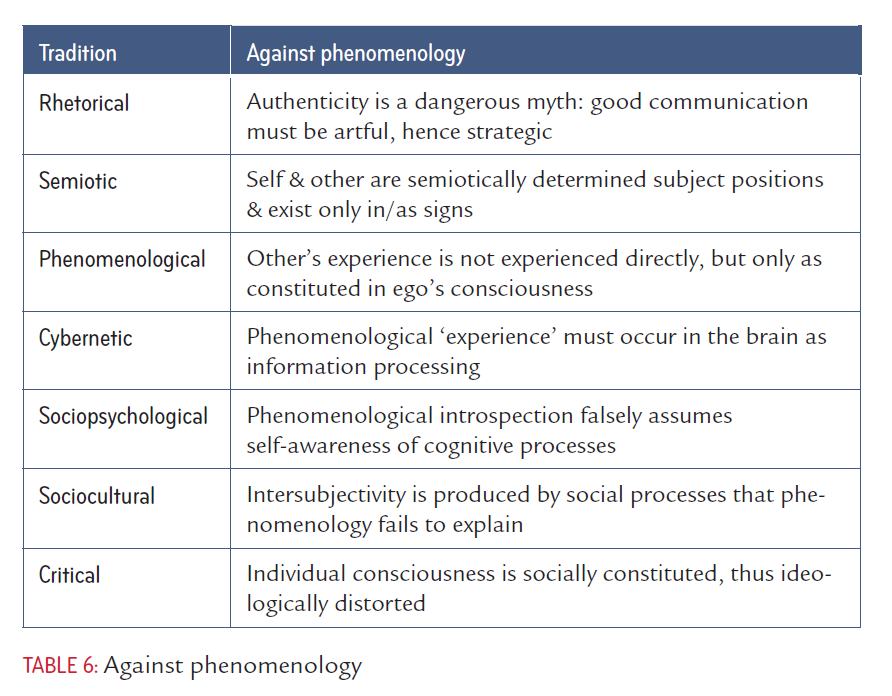 Tradition
Against phenomenology
Rhetorical
Authenticity is a dangerous myth: good communication
must be artful, hence strategic
Semiotic
Self & other are semiotically determined subject positions
& exist only in/as signs
Phenomenological
Other’s experience is not experienced directly, but only as
constituted in ego’s consciousness
Cybernetic
Phenomenological ‘experience’ must occur in the brain as
information processing
Sociopsychological
Phenomenological introspection falsely assumes
self-awareness of cognitive processes
Sociocultural
Intersubjectivity is produced by social processes that phe-
nomenology fails to explain
Critical
Individual consciousness is socially constituted, thus ideo-
logically distorted
TABLE 6: Against phenomenology